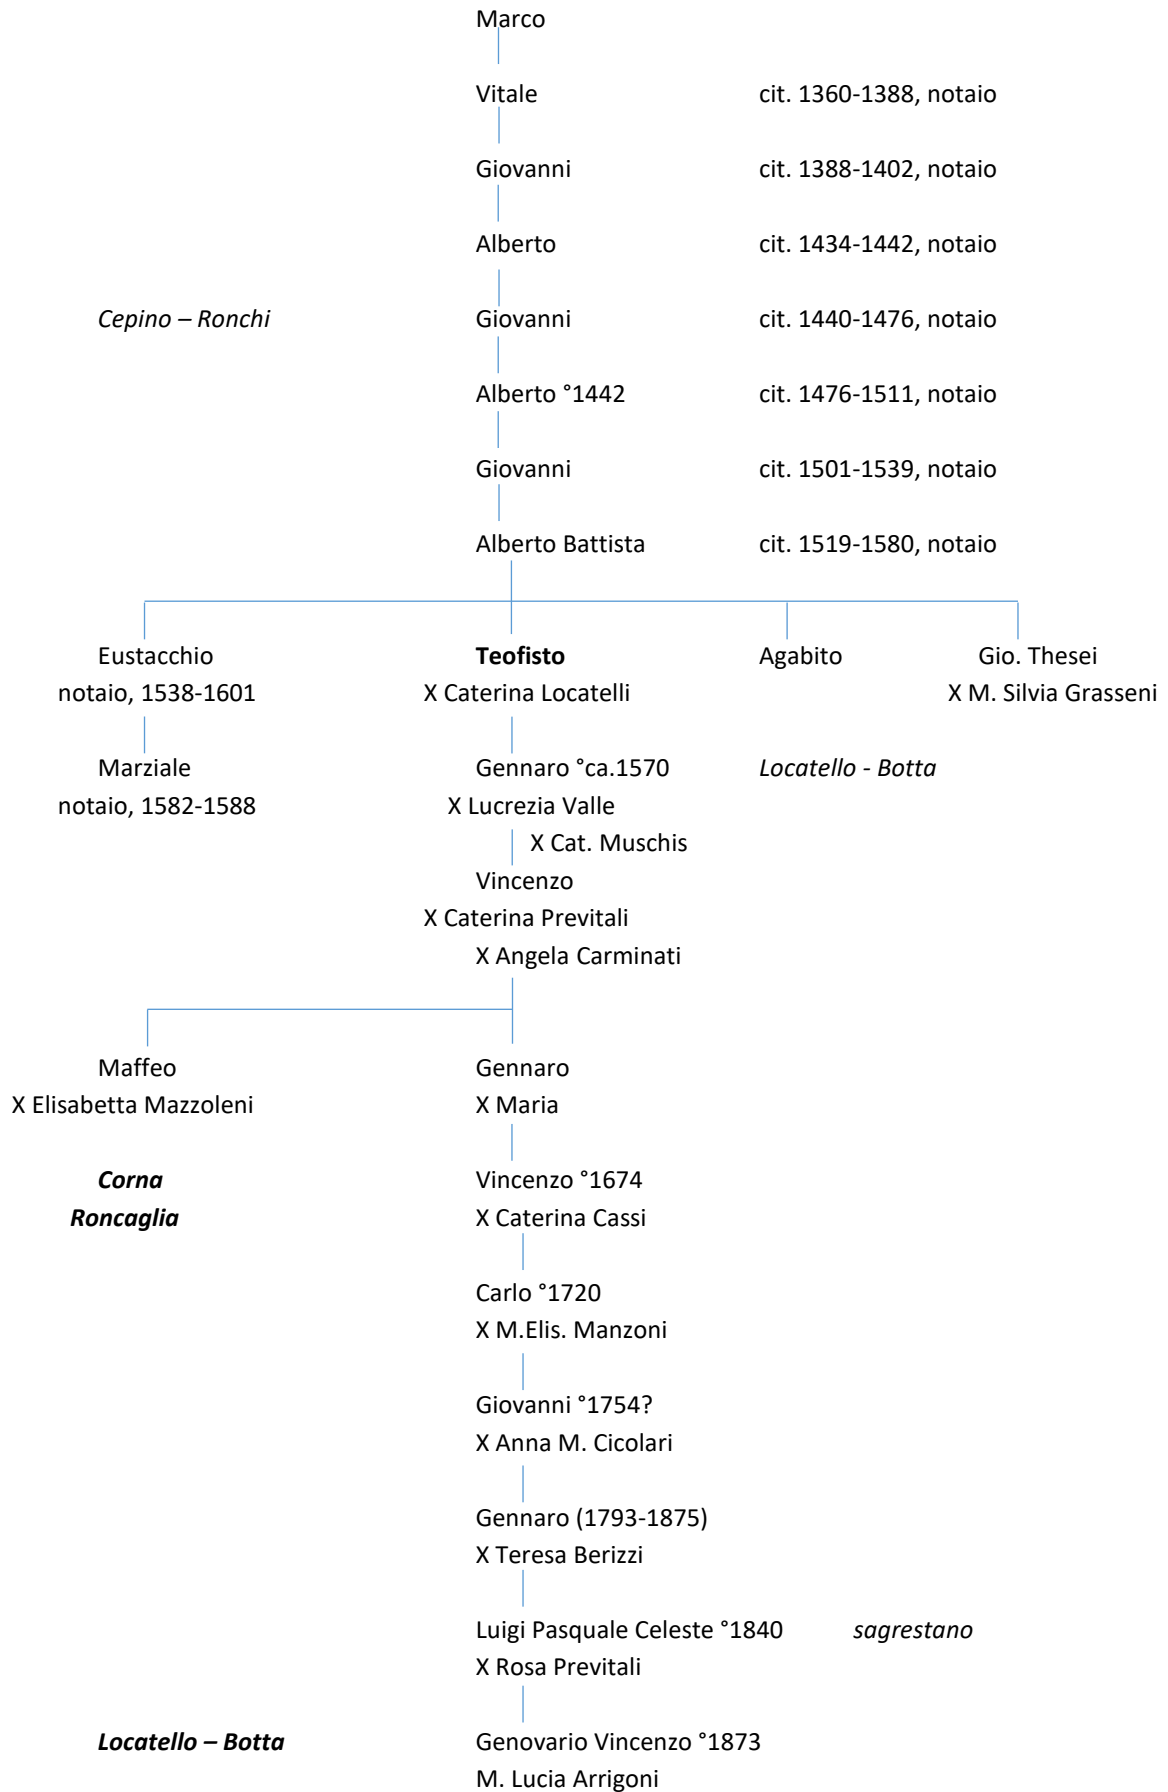 Marco
Vitale cit. 1360-1388, notaio
Giovanni cit. 1388-1402, notaio
Alberto cit. 1434-1442, notaio
Cepino – Ronchi Giovanni cit. 1440-1476, notaio
Alberto °1442 cit. 1476-1511, notaio
Giovanni cit. 1501-1539, notaio
Alberto Battista cit. 1519-1580, notaio
Eustacchio Teofisto Agabito Gio. Thesei
notaio, 1538-1601 X Caterina Locatelli X M. Silvia Grasseni
Marziale Gennaro °ca.1570 Locatello - Botta
notaio, 1582-1588 X Lucrezia Valle
X Cat. Muschis
Vincenzo
X Caterina Previtali
X Angela Carminati
Maffeo Gennaro
X Elisabetta Mazzoleni X Maria
Corna Vincenzo °1674
Roncaglia X Caterina Cassi
Carlo °1720
X M.Elis. Manzoni
Giovanni °1754?
X Anna M. Cicolari
Gennaro (1793-1875)
X Teresa Berizzi
Luigi Pasquale Celeste °1840 sagrestano
X Rosa Previtali
Locatello – Botta Genovario Vincenzo °1873
M. Lucia Arrigoni